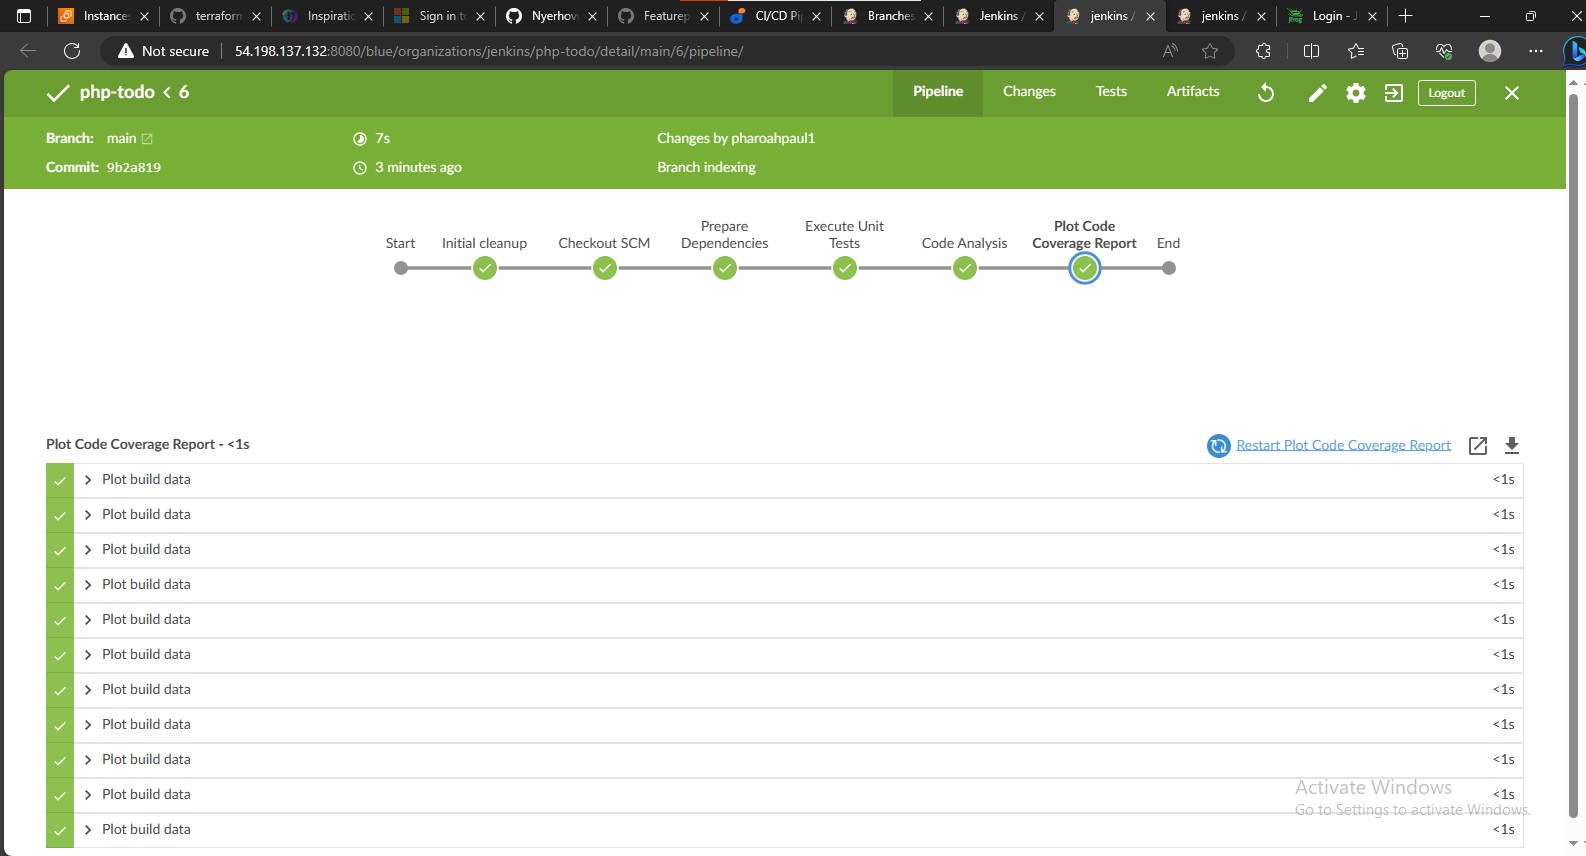 Instance
terraform
Inspiratio
Sign in to
Nyerhov
Featurep
CI/CD Pi
Branches
Jenkins /
jenkins /
jenkins /
Login - J
Not secure
54.198.137.132:8080/blue/organizations/jenkins/php-todo/detail/main/6/pipeline/
php-todo < 6
Pipeline
Changes
Tests
Artifacts
Logout
Branch: main
7s
Changes by pharoahpaul1
Commit: 9b2a819
3 minutes ago
Branch indexing
Start
Initial cleanup
Checkout SCM
Prepare
Dependencies
Execute Unit
Tests
Code Analysis
Plot Code
Coverage Report
End
Plot Code Coverage Report - <1s
Restart Plot Code Coverage Report
Plot build data <1s
Plot build data <1s
Plot build data <1s
Plot build data <1s
Plot build data <1s
Plot build data <1s
Plot build data <1s
Plot build data <1s
Plot build data <1s
Plot build data <1s
Plot build data <1s
Activate Windows
Go to Settings to activate Windows.